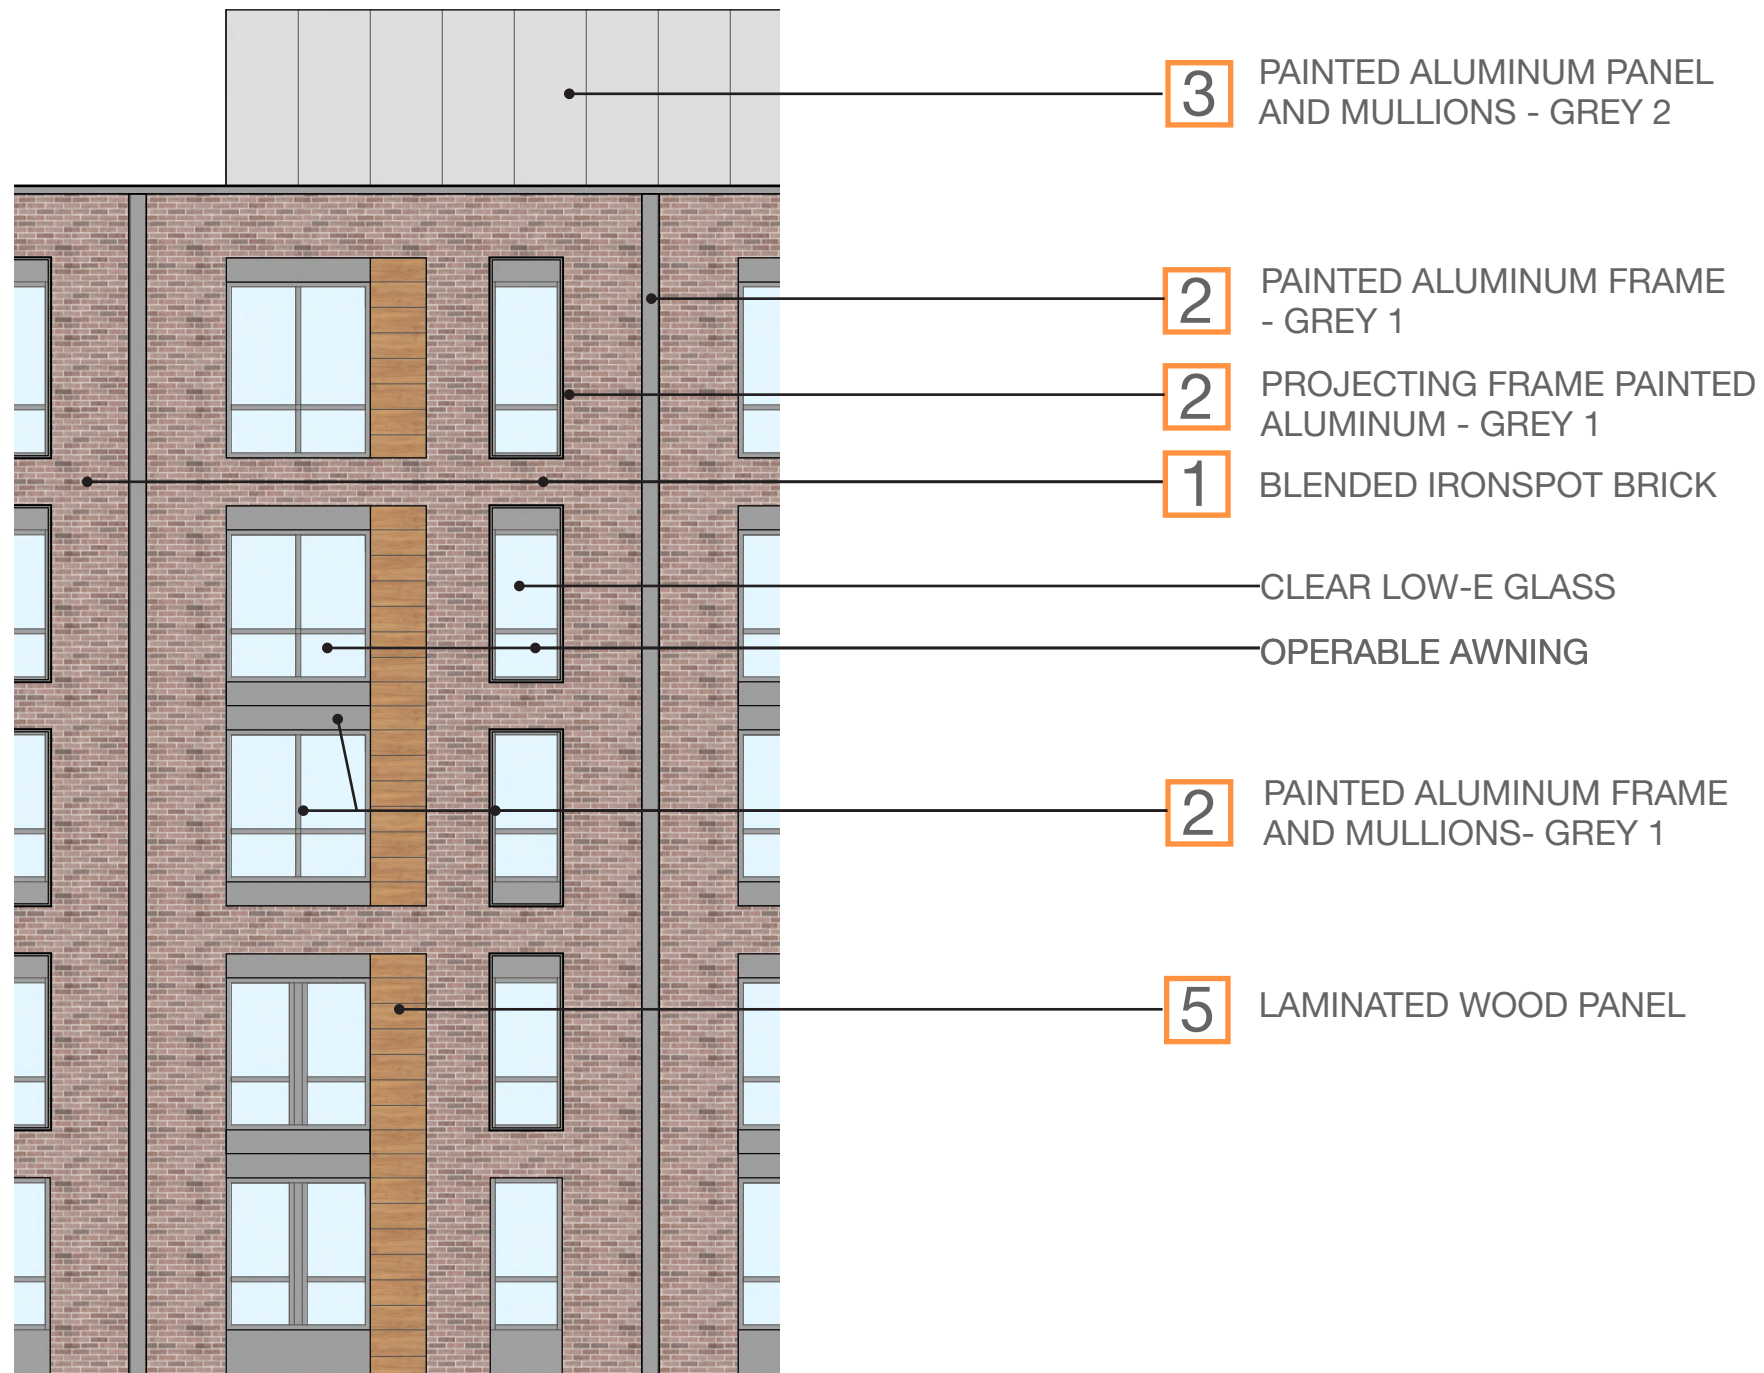 3 PAINTED ALUMINUM PANEL
AND MULLIONS - GREY 2
2 PAINTED ALUMINUM FRAME
- GREY 1
2 PROJECTING FRAME PAINTED
ALUMINUM - GREY 1
1 BLENDED IRONSPOT BRICK
CLEAR LOW-E GLASS
OPERABLE AWNING
2 PAINTED ALUMINUM FRAME
AND MULLIONS- GREY 1
5 LAMINATED WOOD PANEL